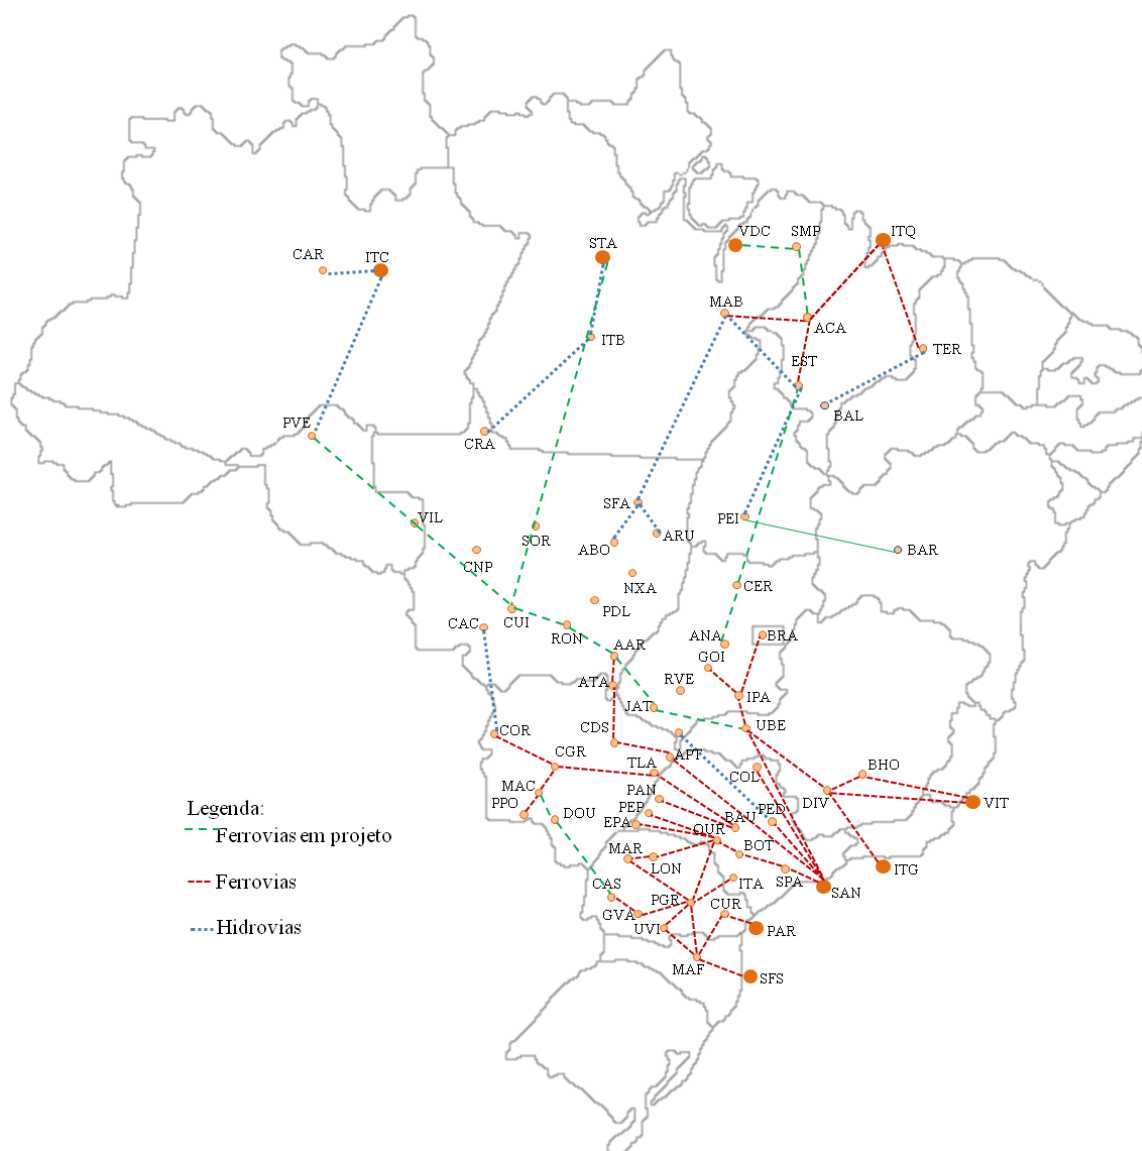 VDC
SMP
ITQ
STA
CAR
ITC
MAB
ACA
ITB
TER
EST
BAL
PVE
CRA
SFA
PEI
VIL
SOR
ARU
ABO
BAR
CNP
NXA
CER
PDL
CUI
CAC
RON
ANA
BRA
AAR
GOI
ATA
RVE
IPA
JAT
UBE
COR
CDS
CGR
APT
TLA
COL
BHO
MAC
PAN
DIV
VIT
PPO
PEP
PED
DOU
EPA
BAU
QUR
Legenda:
Ferrovias em projeto
MAR
BOT
LON
ITG
SPA
Ferrovias
CAS
ITA
SAN
PGR
CUR
GVA
Hidrovias
UVI
PAR
MAF
SFS